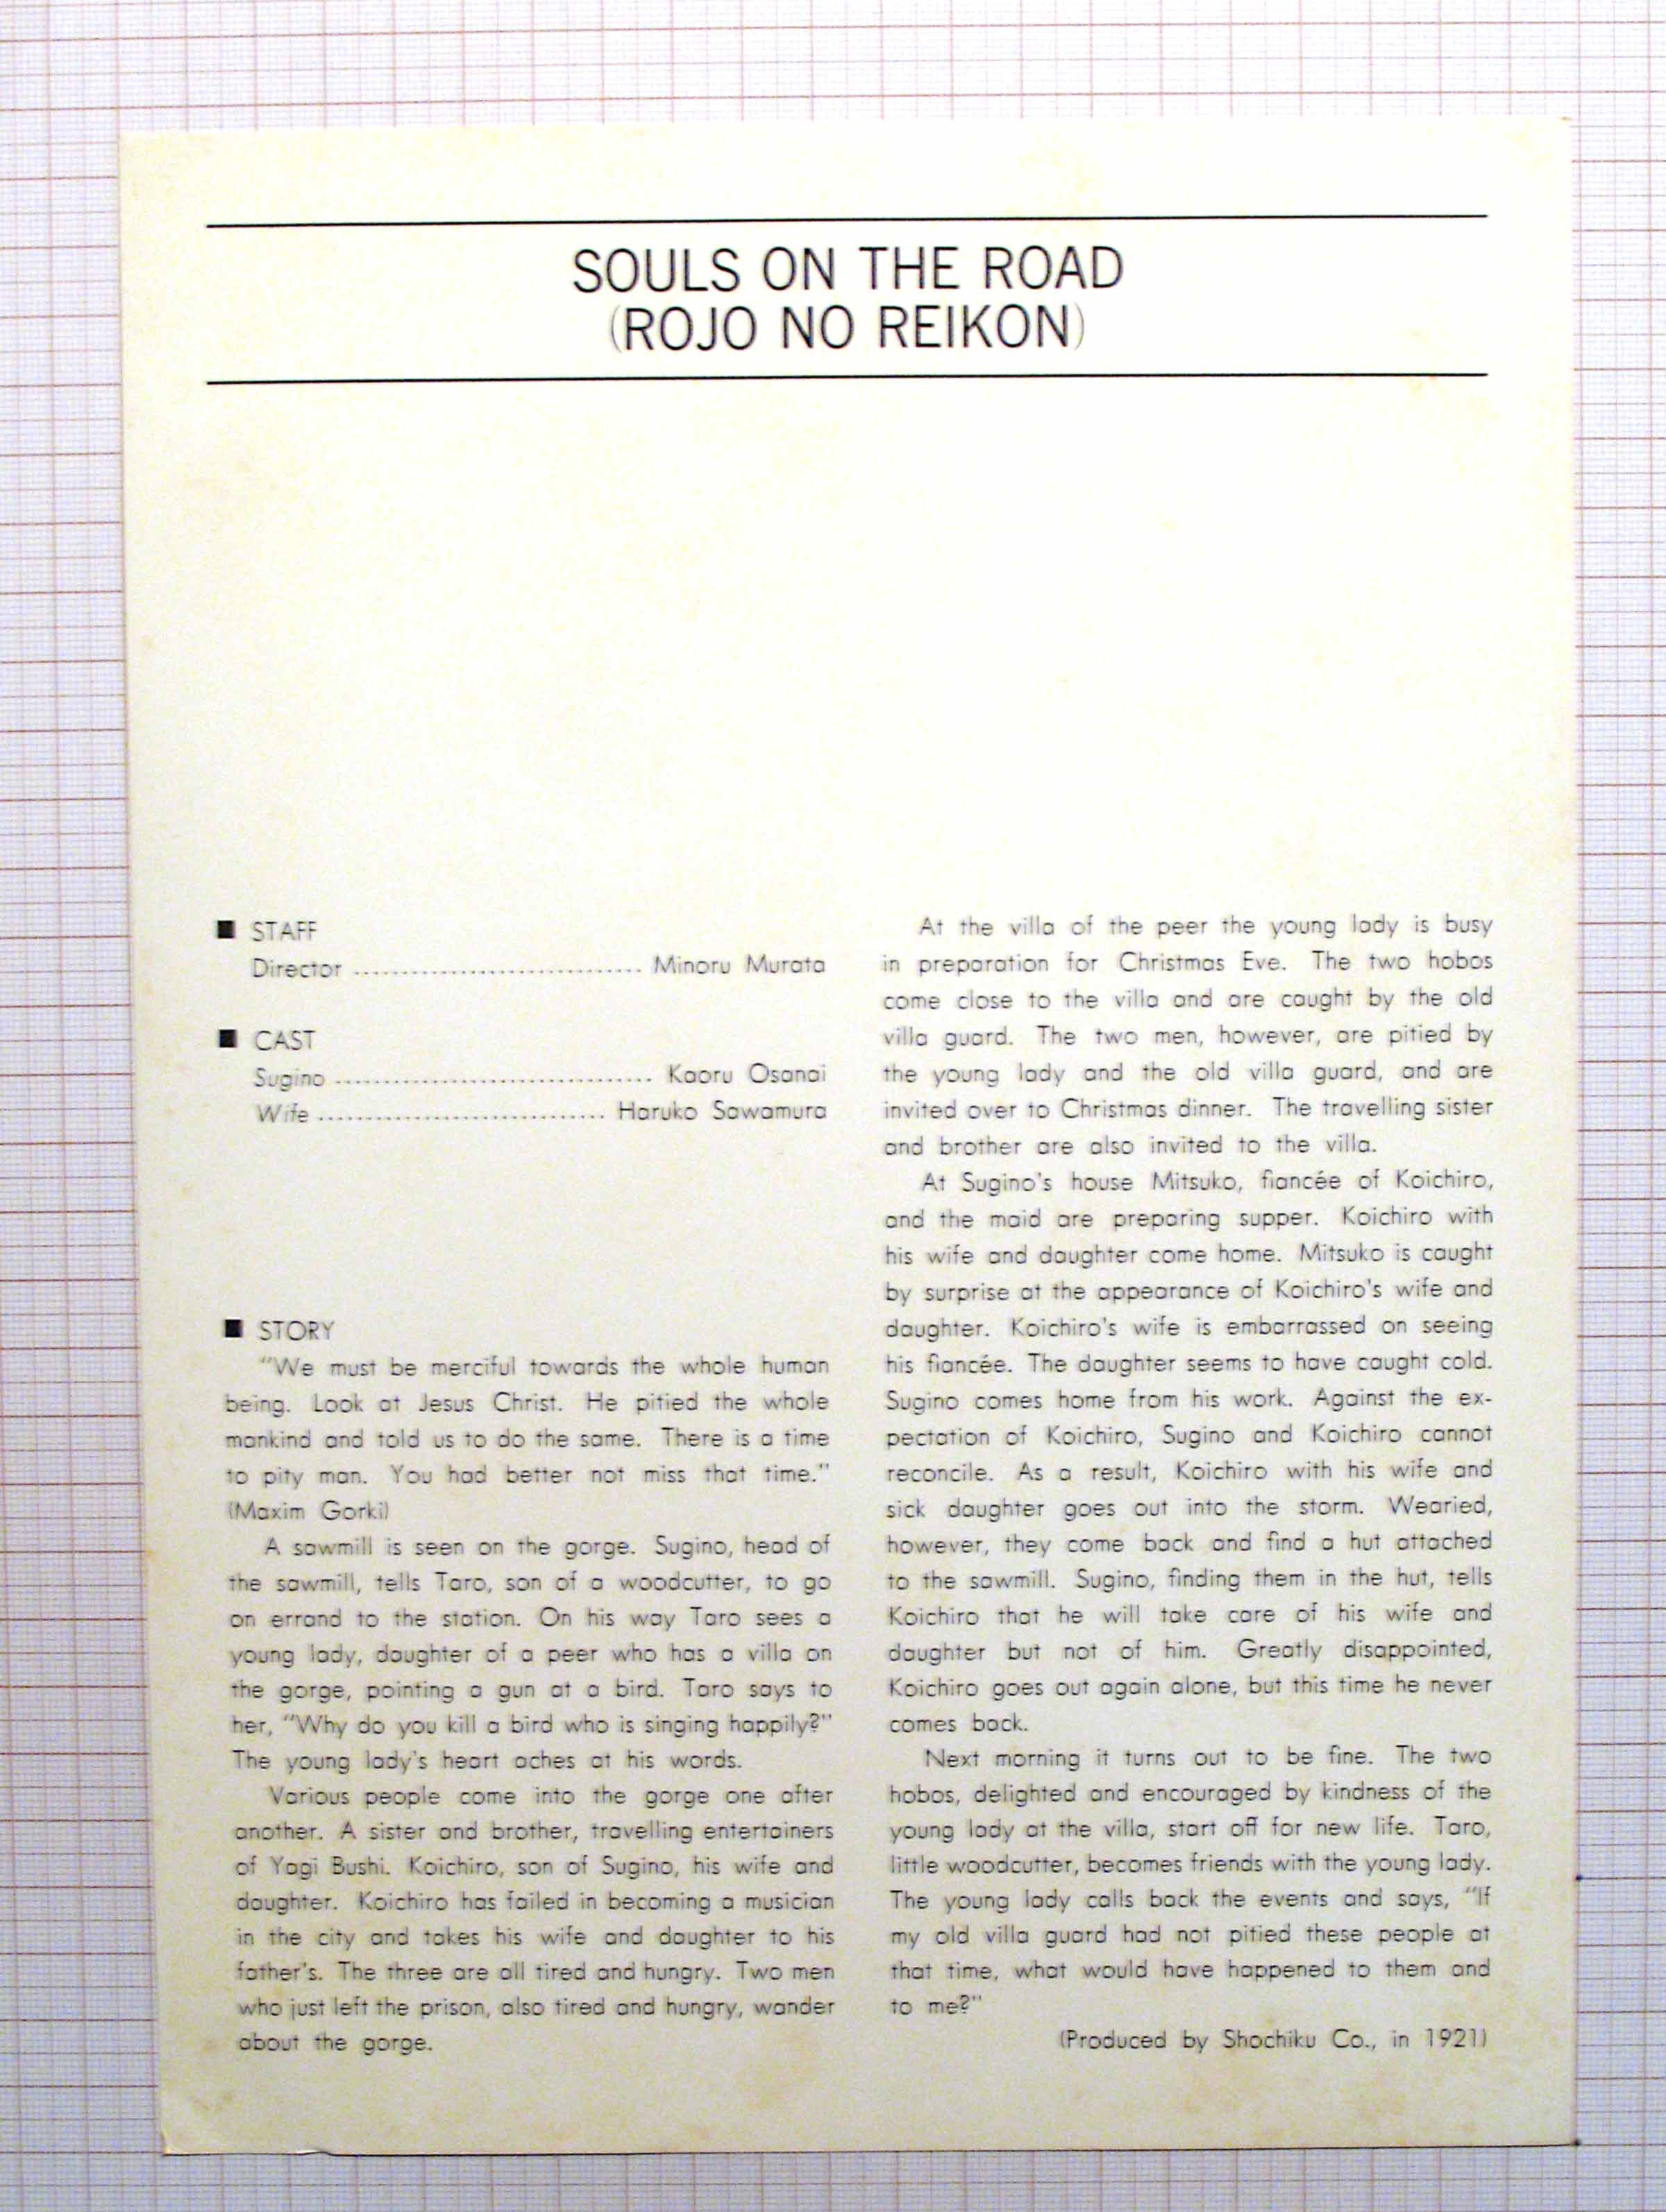 SOULS ON THE ROAD
(ROJO NO REIKON)
■ STAFF
Director ............................. Minoru Murata
■ CAST
Sugino ................................ Kaoru Osanai
Wife ............................. Haruko Sawamura
■ STORY
"We must be merciful towards the whole human
being. Look at Jesus Christ. He pitied the whole
mankind and told us to do the same. There is a time
to pity man. You had better not miss that time."
(Maxim Gorki)
A sawmill is seen on the gorge. Sugino, head of
the sawmill, tells Taro, son of a woodcutter, to go
on errand to the station. On his way Taro sees a
young lady, daughter of a peer who has a villa on
the gorge, pointing a gun at a bird. Taro says to
her, "Why do you kill a bird who is singing happily?"
The young lady's heart aches at his words.
Various people come into the gorge one after
another. A sister and brother, travelling entertainers
of Yagi Bushi. Koichiro, son of Sugino, his wife and
daughter. Koichiro has failed in becoming a musician
in the city and takes his wife and daughter to his
father's. The three are all tired and hungry. Two men
who just left the prison, also tired and hungry, wander
about the gorge.
At the villa of the peer the young lady is busy
in preparation for Christmas Eve. The two hobos
come close to the villa and are caught by the old
villa guard. The two men, however, are pitied by
the young lady and the old villa guard, and are
invited over to Christmas dinner. The travelling sister
and brother are also invited to the villa.
At Sugino's house Mitsuko, fiancée of Koichiro,
and the maid are preparing supper. Koichiro with
his wife and daughter come home. Mitsuko is caught
by surprise at the appearance of Koichiro's wife and
daughter. Koichiro's wife is embarrassed on seeing
his fiancée. The daughter seems to have caught cold.
Sugino comes home from his work. Against the ex-
pectation of Koichiro, Sugino and Koichiro cannot
reconcile. As a result, Koichiro with his wife and
sick daughter goes out into the storm. Wearied,
however, they come back and find a hut attached
to the sawmill. Sugino, finding them in the hut, tells
Koichiro that he will take care of his wife and
daughter but not of him. Greatly disappointed,
Koichiro goes out again alone, but this time he never
comes back.
Next morning it turns out to be fine. The two
hobos, delighted and encouraged by kindness of the
young lady at the villa, start off for new life. Taro,
little woodcutter, becomes friends with the young lady.
The young lady calls back the events and says, "If
my old villa guard had not pitied these people at
that time, what would have happened to them and
to me?"
(Produced by Shochiku Co., in 1921)